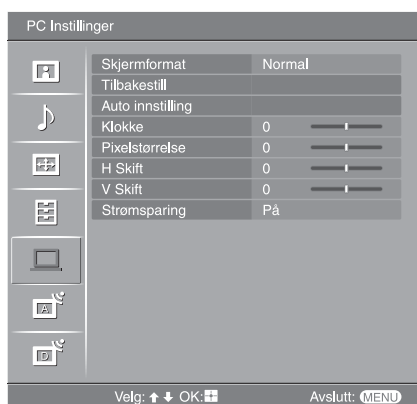 PC Instillinger
Skjermformat Normal
Tilbakestill
Auto innstilling
Klokke 0
Pixelstørrelse 0
H Skift 0
V Skift 0
Strømsparing På
A
D
Velg: OK: Avslutt: MENU